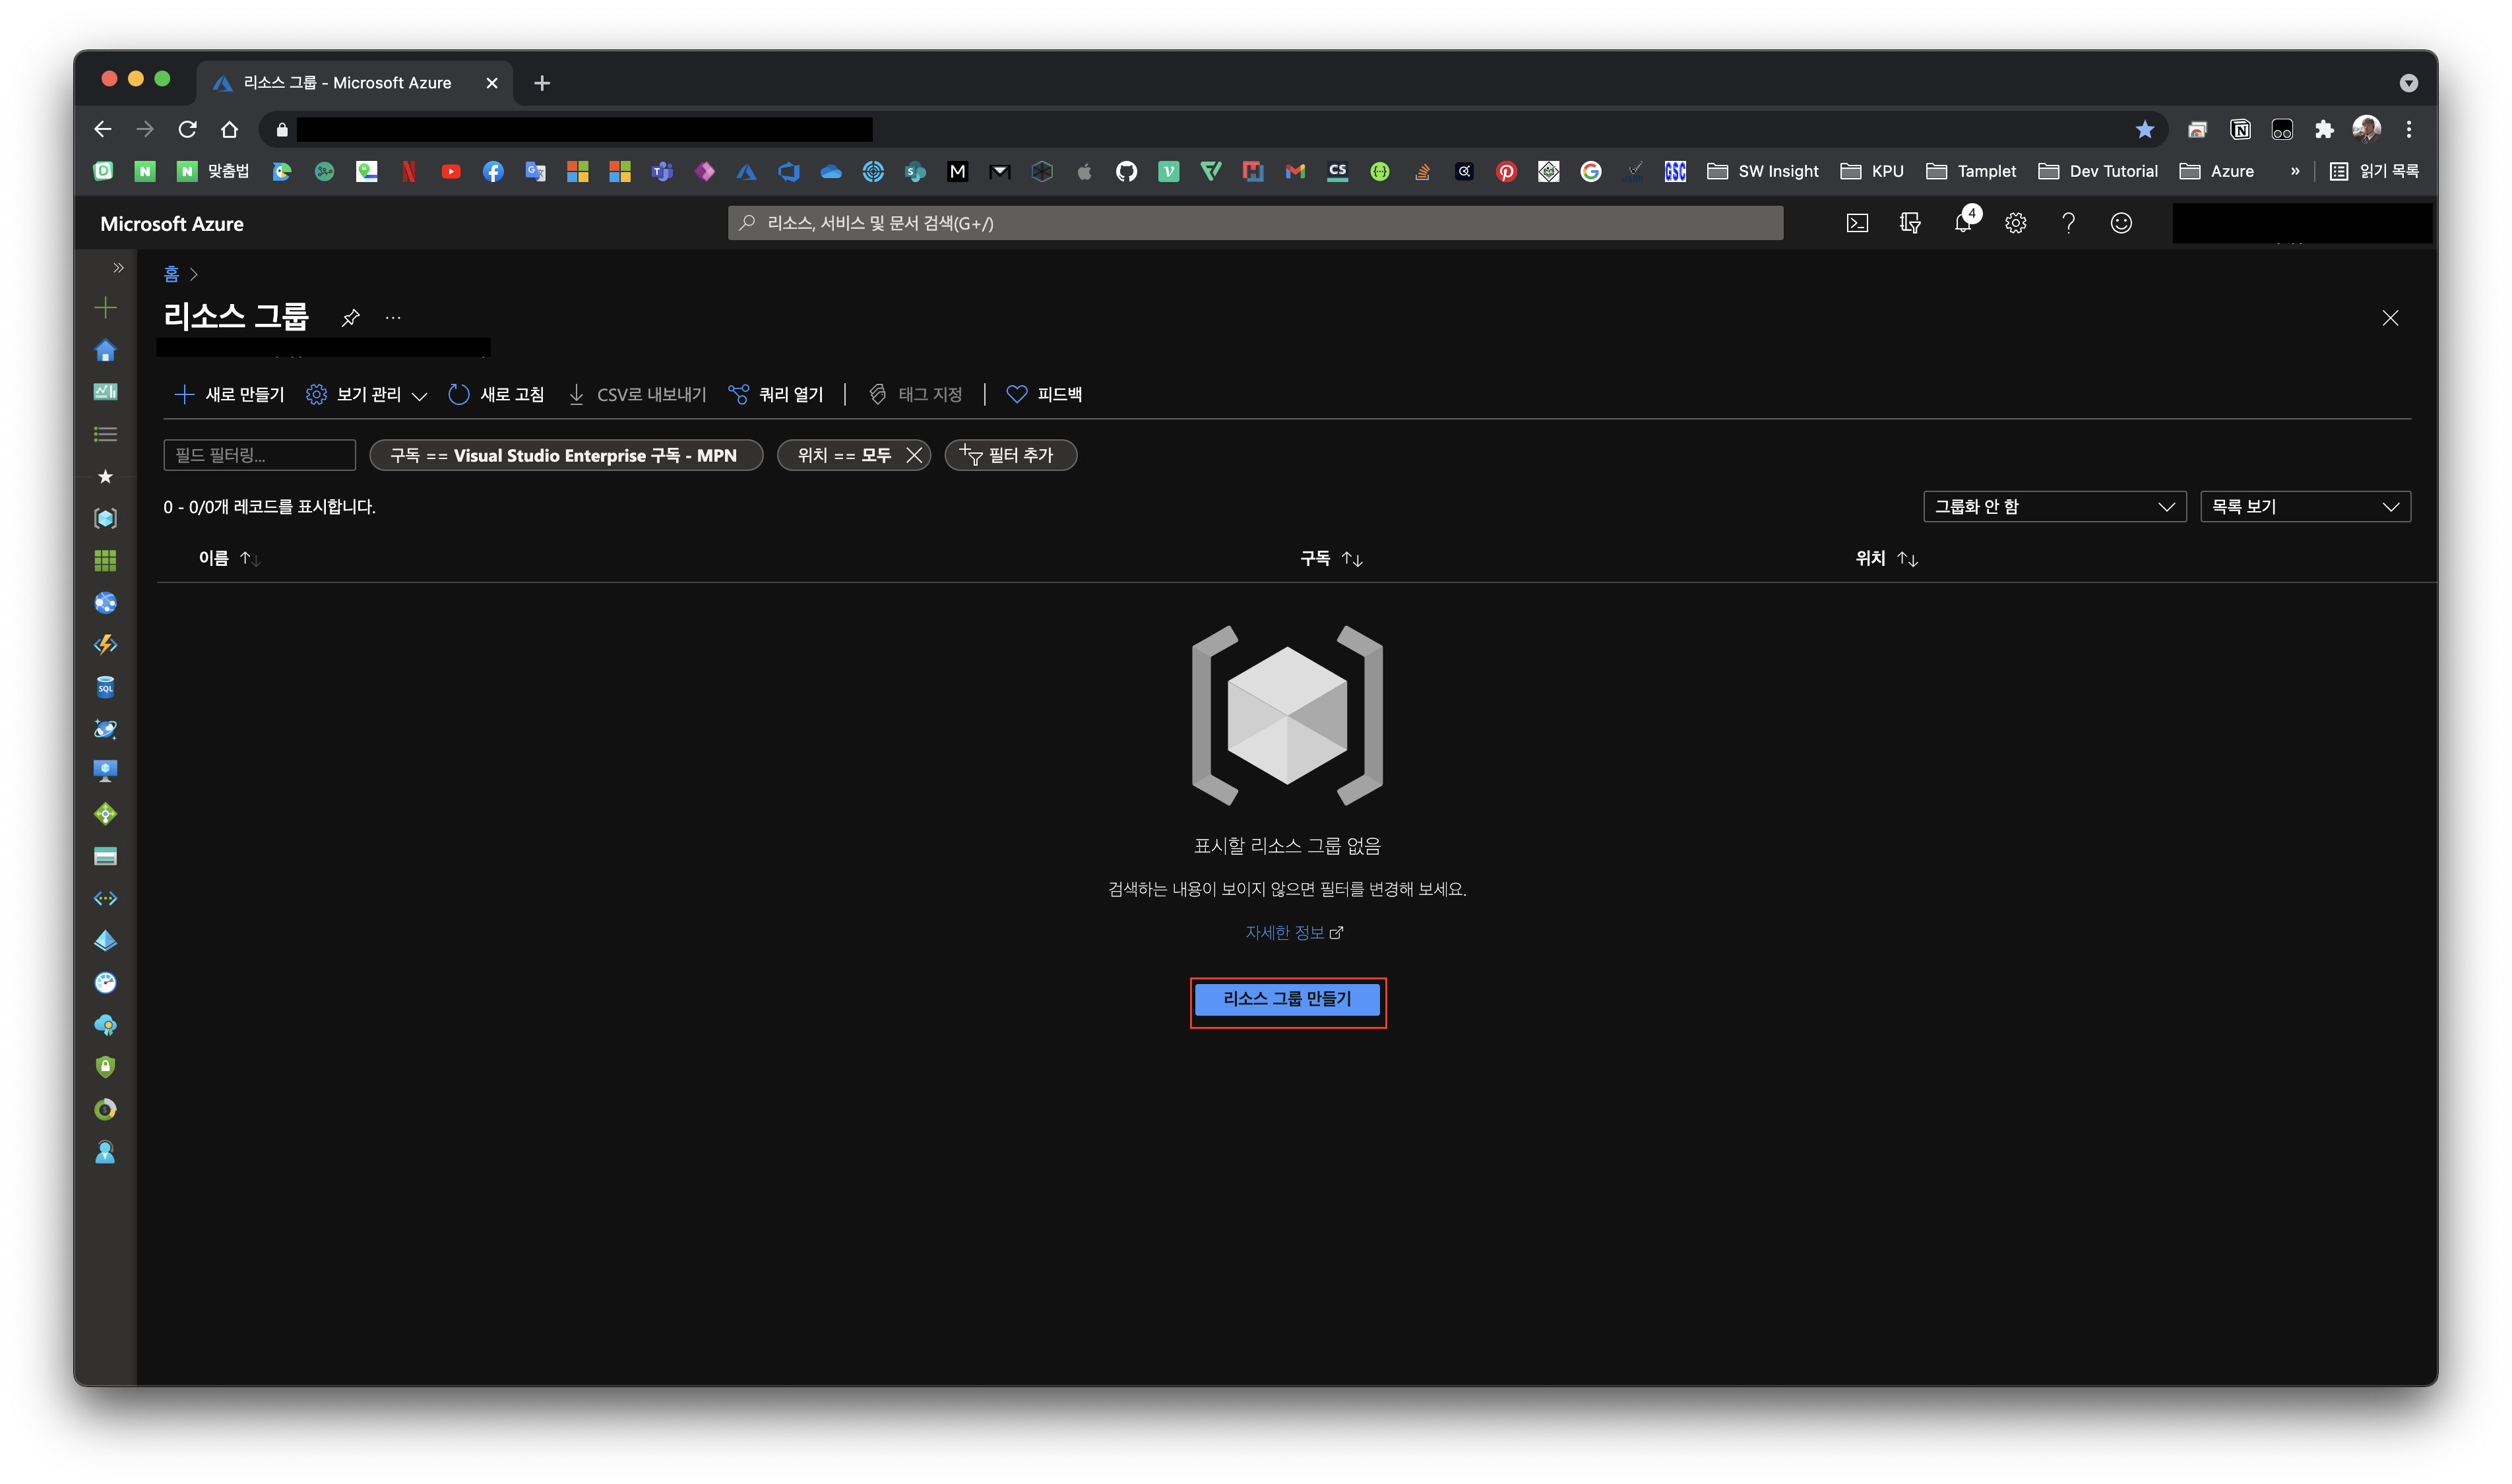 리소스 그룹 - Microsoft Azure
맞춤법
SW Insight
KPU
Tamplet
Dev Tutorial
Azure
»
읽기 목록
Microsoft Azure
리소스, 서비스 및 문서 검색(G+/)
4
홈 >
리소스 그룹
새로 만들기
보기 관리
새로 고침
CSV로 내보내기
쿼리 열기
태그 지정
피드백
필드 필터링...
구독 == Visual Studio Enterprise 구독 - MPN
위치 == 모두
필터 추가
0 - 0/0개 레코드를 표시합니다.
그룹화 안 함
목록 보기
이름
구독
위치
SQL
표시할 리소스 그룹 없음
검색하는 내용이 보이지 않으면 필터를 변경해 보세요.
자세한 정보
리소스 그룹 만들기